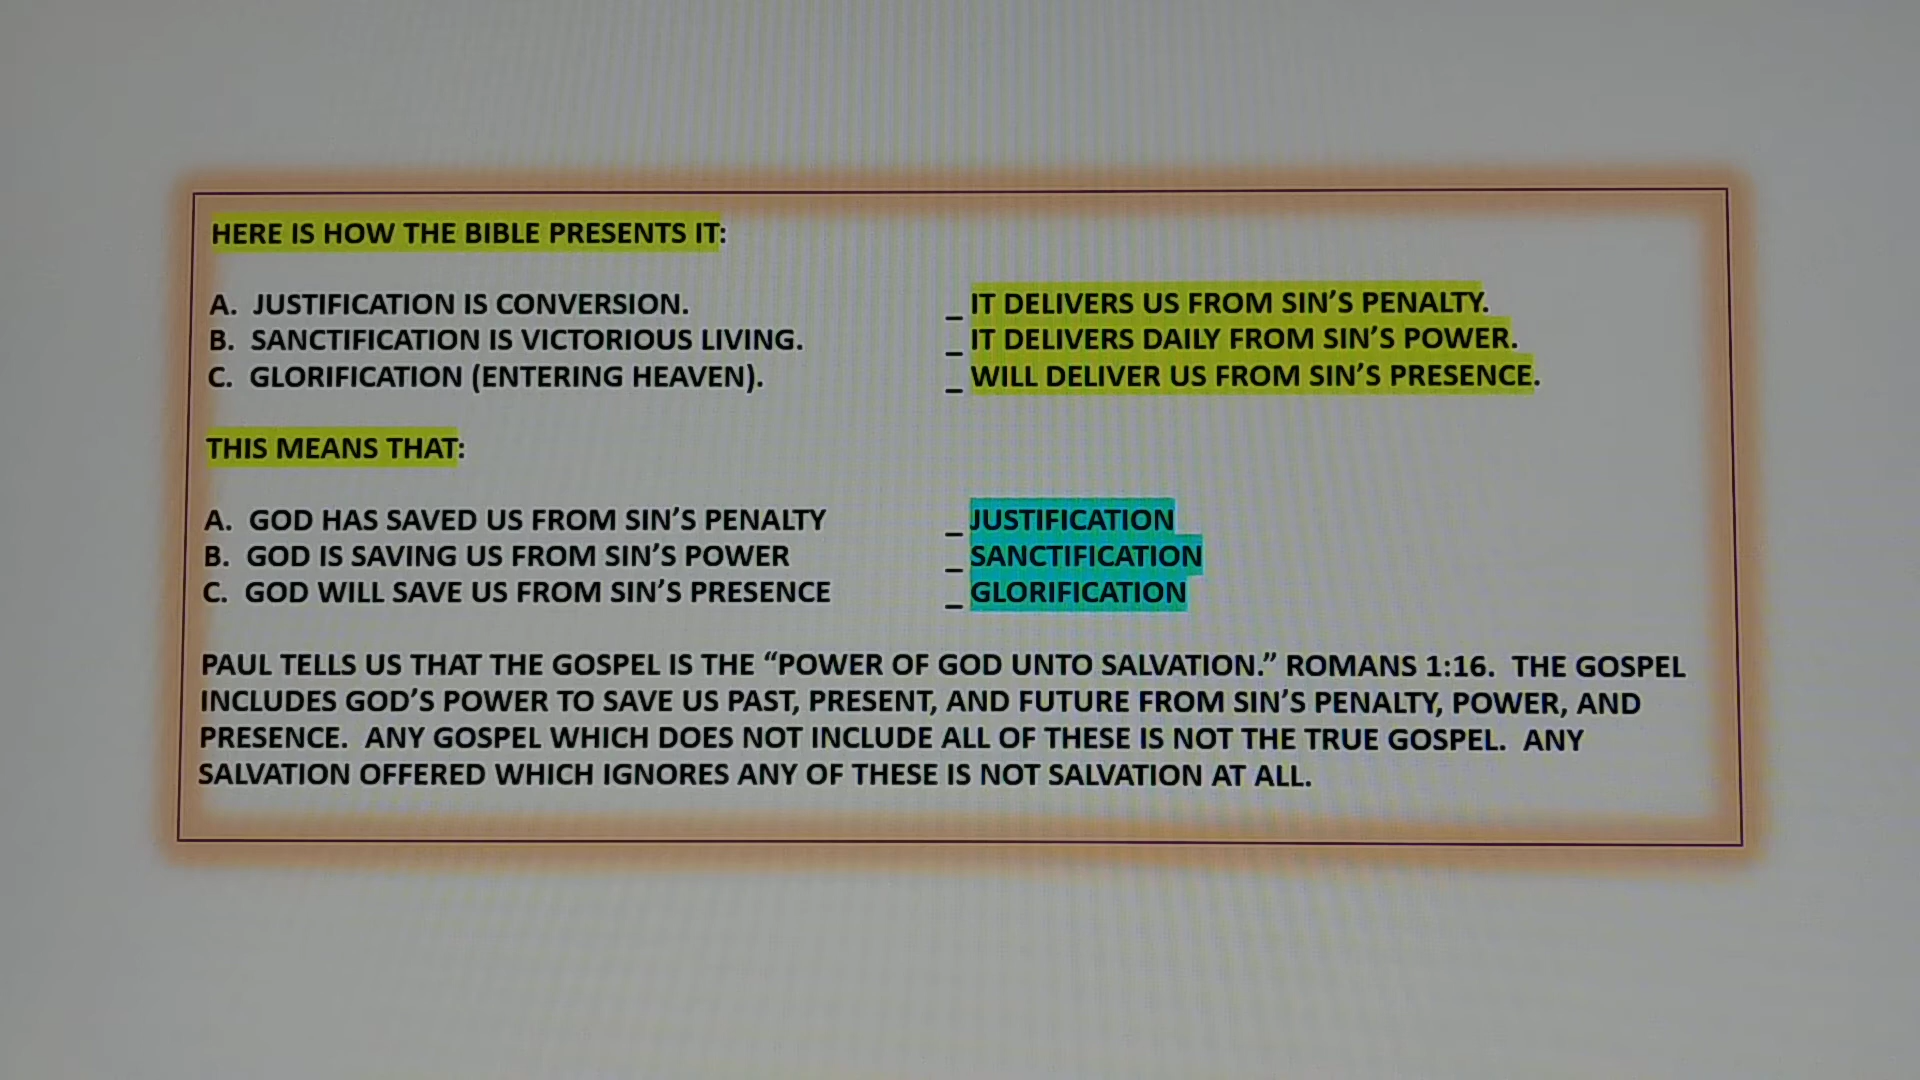 HERE IS HOW THE BIBLE PRESENTS IT:
A. JUSTIFICATION IS CONVERSION. _ IT DELIVERS US FROM SIN’S PENALTY.
B. SANCTIFICATION IS VICTORIOUS LIVING. _ IT DELIVERS DAILY FROM SIN’S POWER.
C. GLORIFICATION (ENTERING HEAVEN). _ WILL DELIVER US FROM SIN’S PRESENCE.
THIS MEANS THAT:
A. GOD HAS SAVED US FROM SIN’S PENALTY _ JUSTIFICATION
B. GOD IS SAVING US FROM SIN’S POWER _ SANCTIFICATION
C. GOD WILL SAVE US FROM SIN’S PRESENCE _ GLORIFICATION
PAUL TELLS US THAT THE GOSPEL IS THE “POWER OF GOD UNTO SALVATION.” ROMANS 1:16. THE GOSPEL
INCLUDES GOD’S POWER TO SAVE US PAST, PRESENT, AND FUTURE FROM SIN’S PENALTY, POWER, AND
PRESENCE. ANY GOSPEL WHICH DOES NOT INCLUDE ALL OF THESE IS NOT THE TRUE GOSPEL. ANY
SALVATION OFFERED WHICH IGNORES ANY OF THESE IS NOT SALVATION AT ALL.